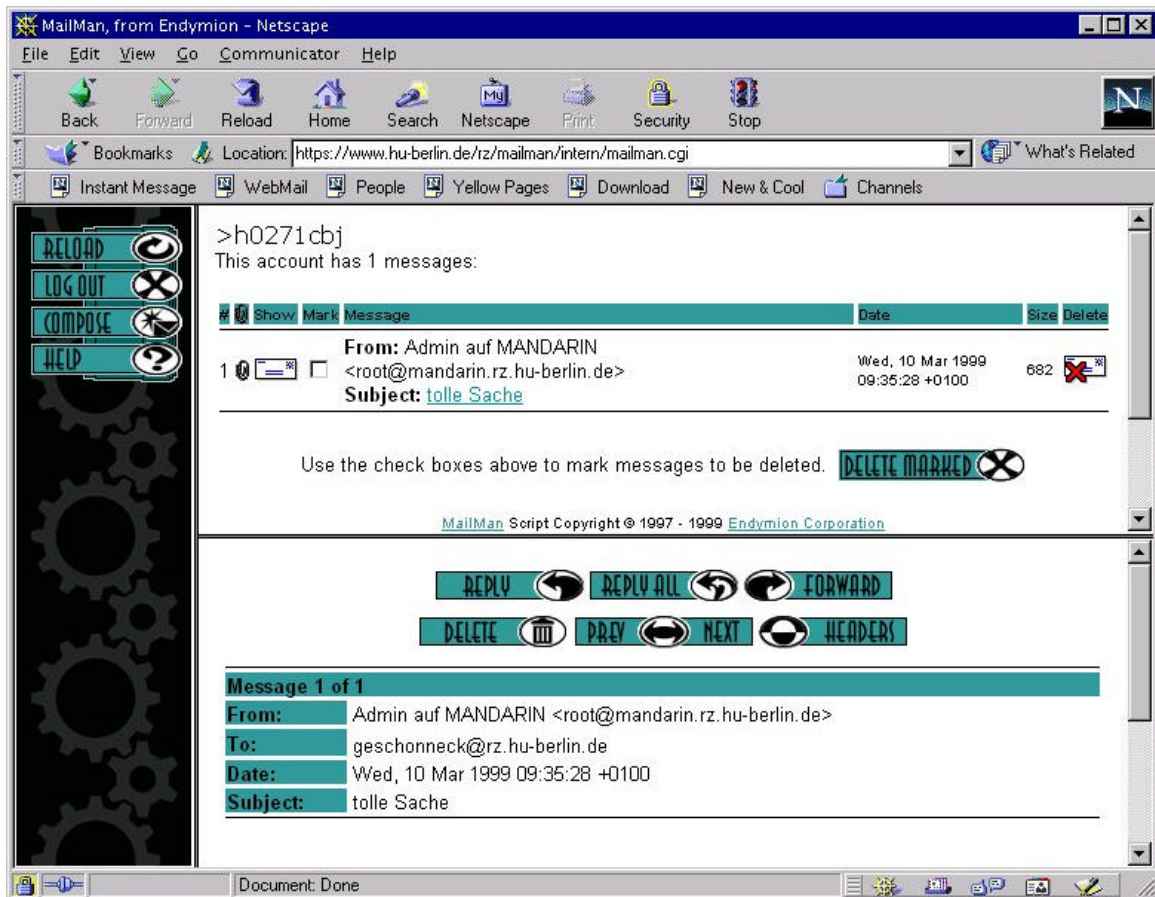 MailMan, from Endymion - Netscape
File Edit View Go Communicator Help
Back Forward Reload Home Search Netscape Print Security Stop
My
N
Bookmarks Location: https://www.hu-berlin.de/rz/mailman/intern/mailman.cgi What's Related
Instant Message WebMail People Yellow Pages Download New & Cool Channels
RELOAD
LOG OUT
COMPOSE
HELP ?
>h0271cbj
This account has 1 messages:
# Show Mark Message Date Size Delete
From: Admin auf MANDARIN
1 <root@mandarin.rz.hu-berlin.de> Wed, 10 Mar 1999 682
09:35:28 +0100
Subject: tolle Sache
Use the check boxes above to mark messages to be deleted. DELETE MARKED
MailMan Script Copyright © 1997 - 1999 Endymion Corporation
REPLY REPLY ALL FORWARD
DELETE PREV NEXT HEADERS
Message 1 of 1
From: Admin auf MANDARIN <root@mandarin.rz.hu-berlin.de>
To: geschonneck@rz.hu-berlin.de
Date: Wed, 10 Mar 1999 09:35:28 +0100
Subject: tolle Sache
Document: Done